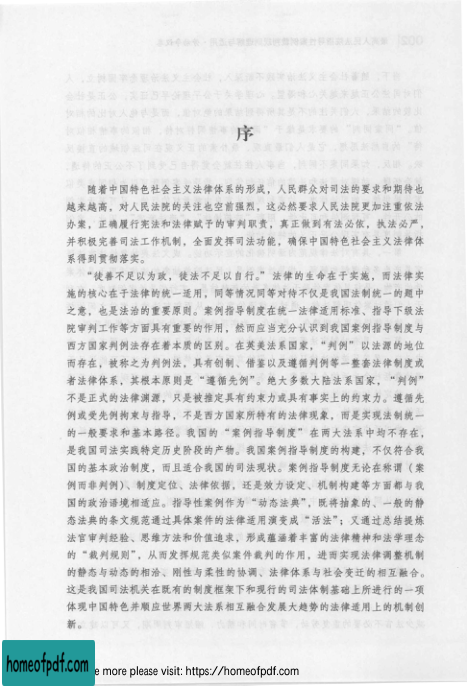 序
随着中国特色社会主义法律体系的形成，人民群众对司法的要求和期待也
越来越高，对人民法院的关注也空前强烈。这必然要求人民法院更加注重依法
办案，正确履行宪法和法律赋予的审判职责，真正做到有法必依，执法必严，
并积极完善司法工作机制，全面发挥司法功能，确保中国特色社会主义法律体
系得到贯彻落实。
“徒善不足以为政，徒法不足以自行。”法律的生命在于实施，而法律实
施的核心在于法律的统一适用，同等情况同等对待不仅是我国法制统一的题中
之意，也是法治的重要原则。案例指导制度在统一法律适用标准、指导下级法
院审判工作等方面具有重要的作用，然而应当充分认识到我国案例指导制度与
西方国家判例法存在着本质的区别。在英美法系国家，“判例”以法源的地位
而存在，被称之为判例法，具有创制、借鉴以及遵循判例等一整套法律制度或
者法律体系，其根本原则是“遵循先例”。绝大多数大陆法系国家，“判例”
不是正式的法律渊源，只是被推定具有约束力或具有事实上的约束力。遵循先
例或受先例拘束与指导，不是西方国家所特有的法律现象，而是实现法制统一
的一般要求和基本路径。我国的“案例指导制度”在两大法系中均不存在，
是我国司法实践特定历史阶段的产物。我国案例指导制度的构建，不仅符合我
国的基本政治制度，而且适合我国的司法现状。案例指导制度无论在称谓（案
例而非判例）、制度定位、法律依据，还是效力设定、机制构建等方面都与我
国的政治语境相适应。指导性案例作为“动态法典”，既将抽象的、一般的静
态法典的条文规范通过具体案件的法律适用演变成“活法”；又通过总结提炼
法官审判经验、思维方法和价值追求，形成蕴涵着丰富的法律精神和法学理念
的“裁判规则”，从而发挥规范类似案件裁判的作用，进而实现法律调整机制
的静态与动态的相洽、刚性与柔性的协调、法律体系与社会变迁的相互融合。
这是我国司法机关在既有的制度框架下和现行的司法体制基础上所进行的一项
体现中国特色并顺应世界两大法系相互融合发展大趋势的法律适用上的机制创
新。
homeofpdf.com
e more please visit: https://homeofpdf.com